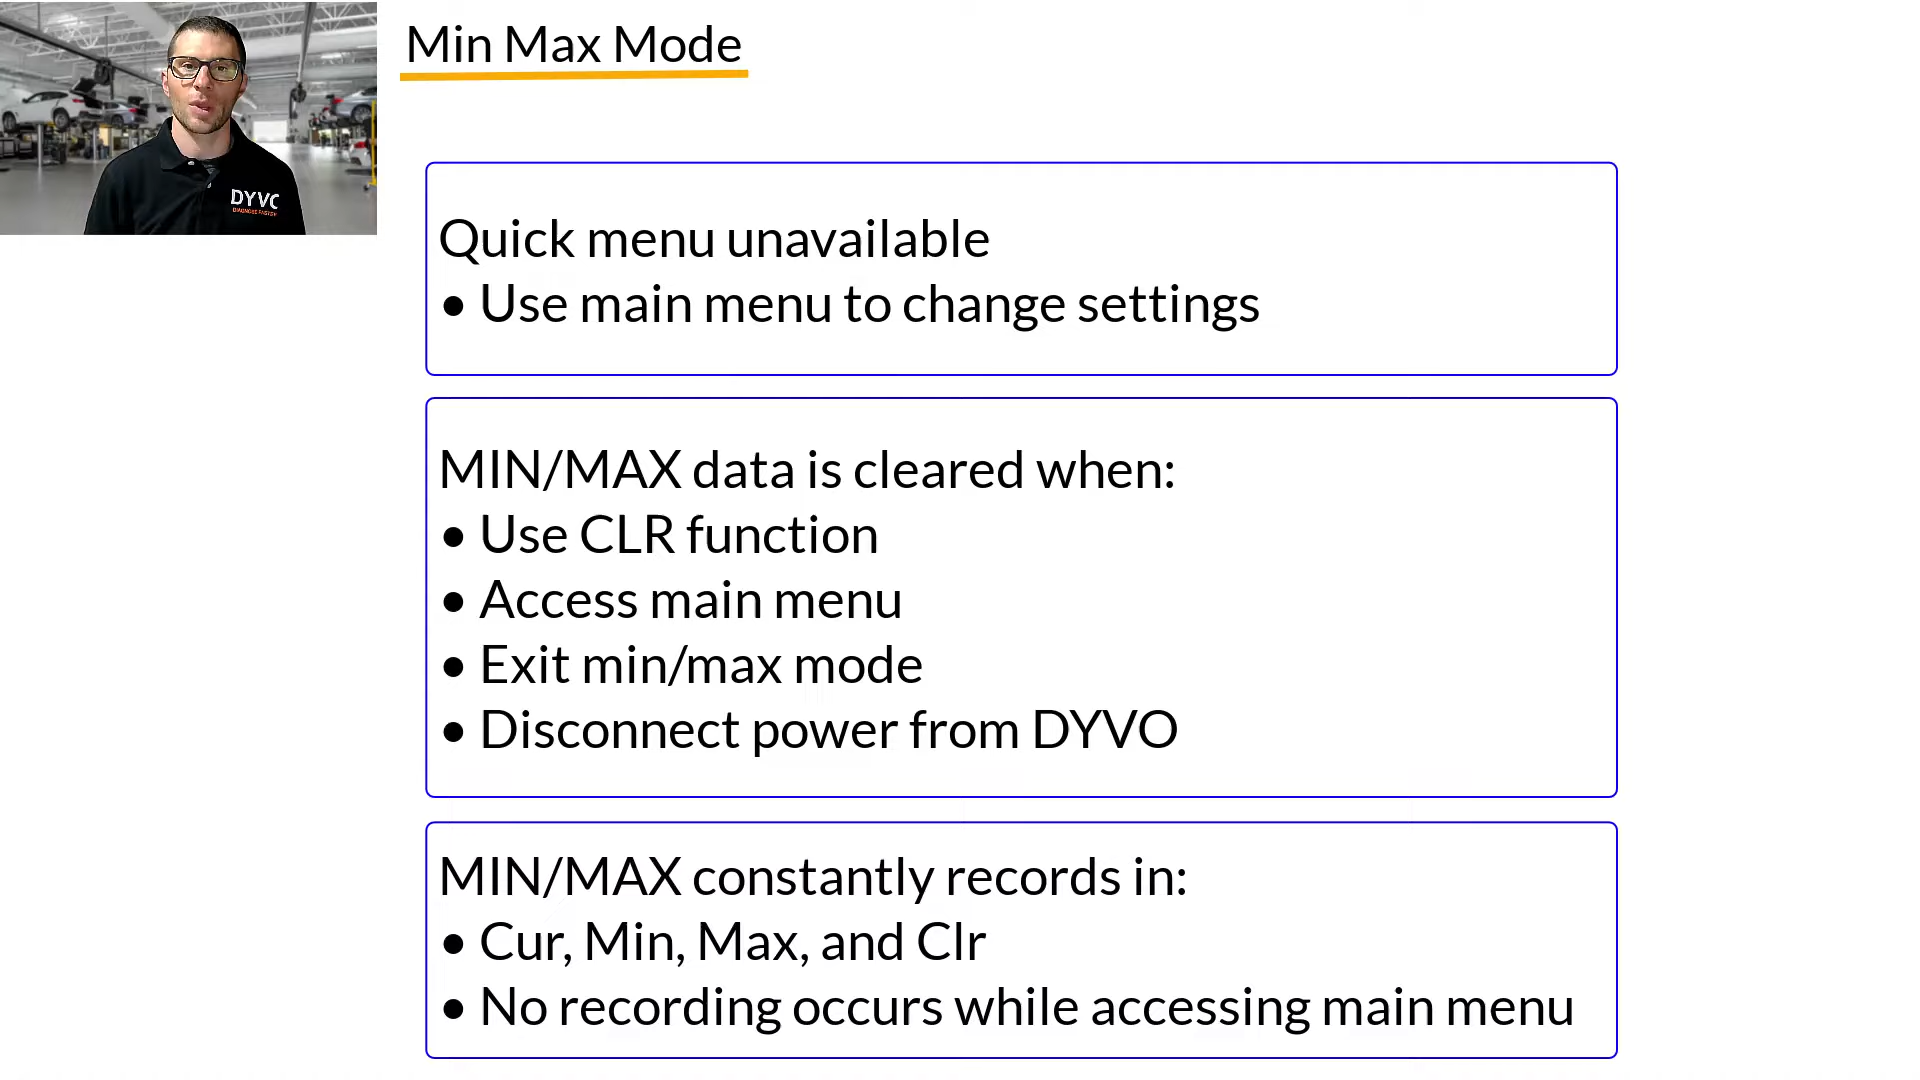 Min Max Mode
DYVC
DIAGNOSE FASTER
Quick menu unavailable
• Use main menu to change settings
MIN/MAX data is cleared when:
• Use CLR function
• Access main menu
• Exit min/max mode
• Disconnect power from DYVO
MIN/MAX constantly records in:
• Cur, Min, Max, and Clr
• No recording occurs while accessing main menu